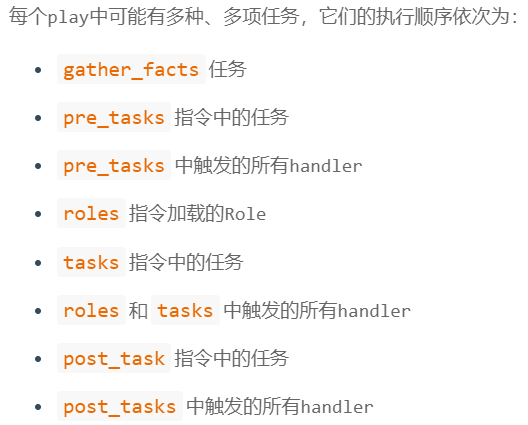 每个play中可能有多种、多项任务，它们的执行顺序依次为：
• gather_facts 任务
• pre_tasks 指令中的任务
• pre_tasks 中触发的所有handler
• roles 指令加载的Role
• tasks 指令中的任务
• roles 和 tasks 中触发的所有handler
• post_task 指令中的任务
• post_tasks 中触发的所有handler